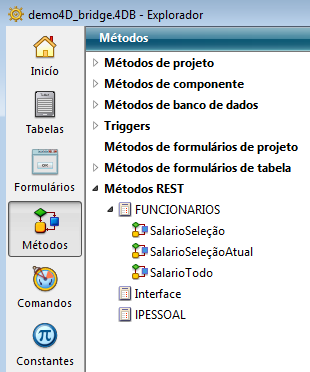 demo4D_bridge.4DB - Explorador
Início
Tabelas
Formulários
Métodos
Comandos
Constantes
Métodos
Métodos de projeto
Métodos de componente
Métodos de banco de dados
Triggers
Métodos de formulários de projeto
Métodos de formulários de tabela
Métodos REST
FUNCIONARIOS
SalarioSeleção
SalarioSeleçãoAtual
SalarioTodo
Interface
IPESSOAL